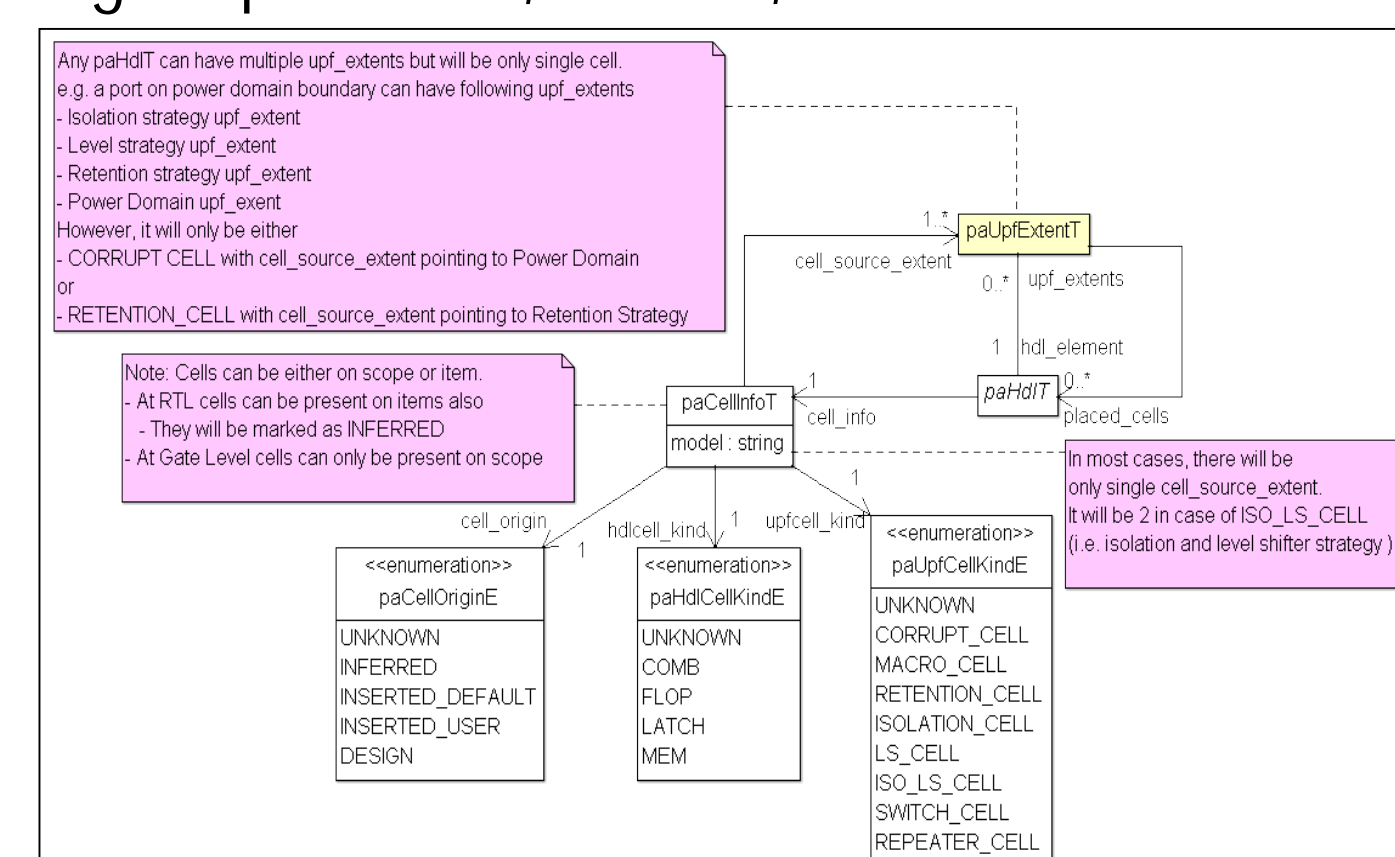 Any paHdlT can have multiple upf_extents but will be only single cell.
e.g. a port on power domain boundary can have following upf_extents
- Isolation strategy upf_extent
- Level strategy upf_extent
- Retention strategy upf_extent
- Power Domain upf_exent
However, it will only be either
- CORRUPT CELL with cell_source_extent pointing to Power Domain
or
- RETENTION_CELL with cell_source_extent pointing to Retention Strategy
1..*
paUpfExtentT
cell_source_extent
0..*
upf_extents
1
hdl_element
Note: Cells can be either on scope or item.
- At RTL cells can be present on items also
- They will be marked as INFERRED
- At Gate Level cells can only be present on scope
paCellInfoT
model : string
1
cell_info
paHdlT
0..*
placed_cells
In most cases, there will be
only single cell_source_extent.
It will be 2 in case of ISO_LS_CELL
(i.e. isolation and level shifter strategy )
cell_origin
1
hdlcell_kind
1
upfcell_kind
1
<<enumeration>>
paCellOriginE
UNKNOWN
INFERRED
INSERTED_DEFAULT
INSERTED_USER
DESIGN
<<enumeration>>
paHdlCellKindE
UNKNOWN
COMB
FLOP
LATCH
MEM
<<enumeration>>
paUpfCellKindE
UNKNOWN
CORRUPT_CELL
MACRO_CELL
RETENTION_CELL
ISOLATION_CELL
LS_CELL
ISO_LS_CELL
SWITCH_CELL
REPEATER_CELL